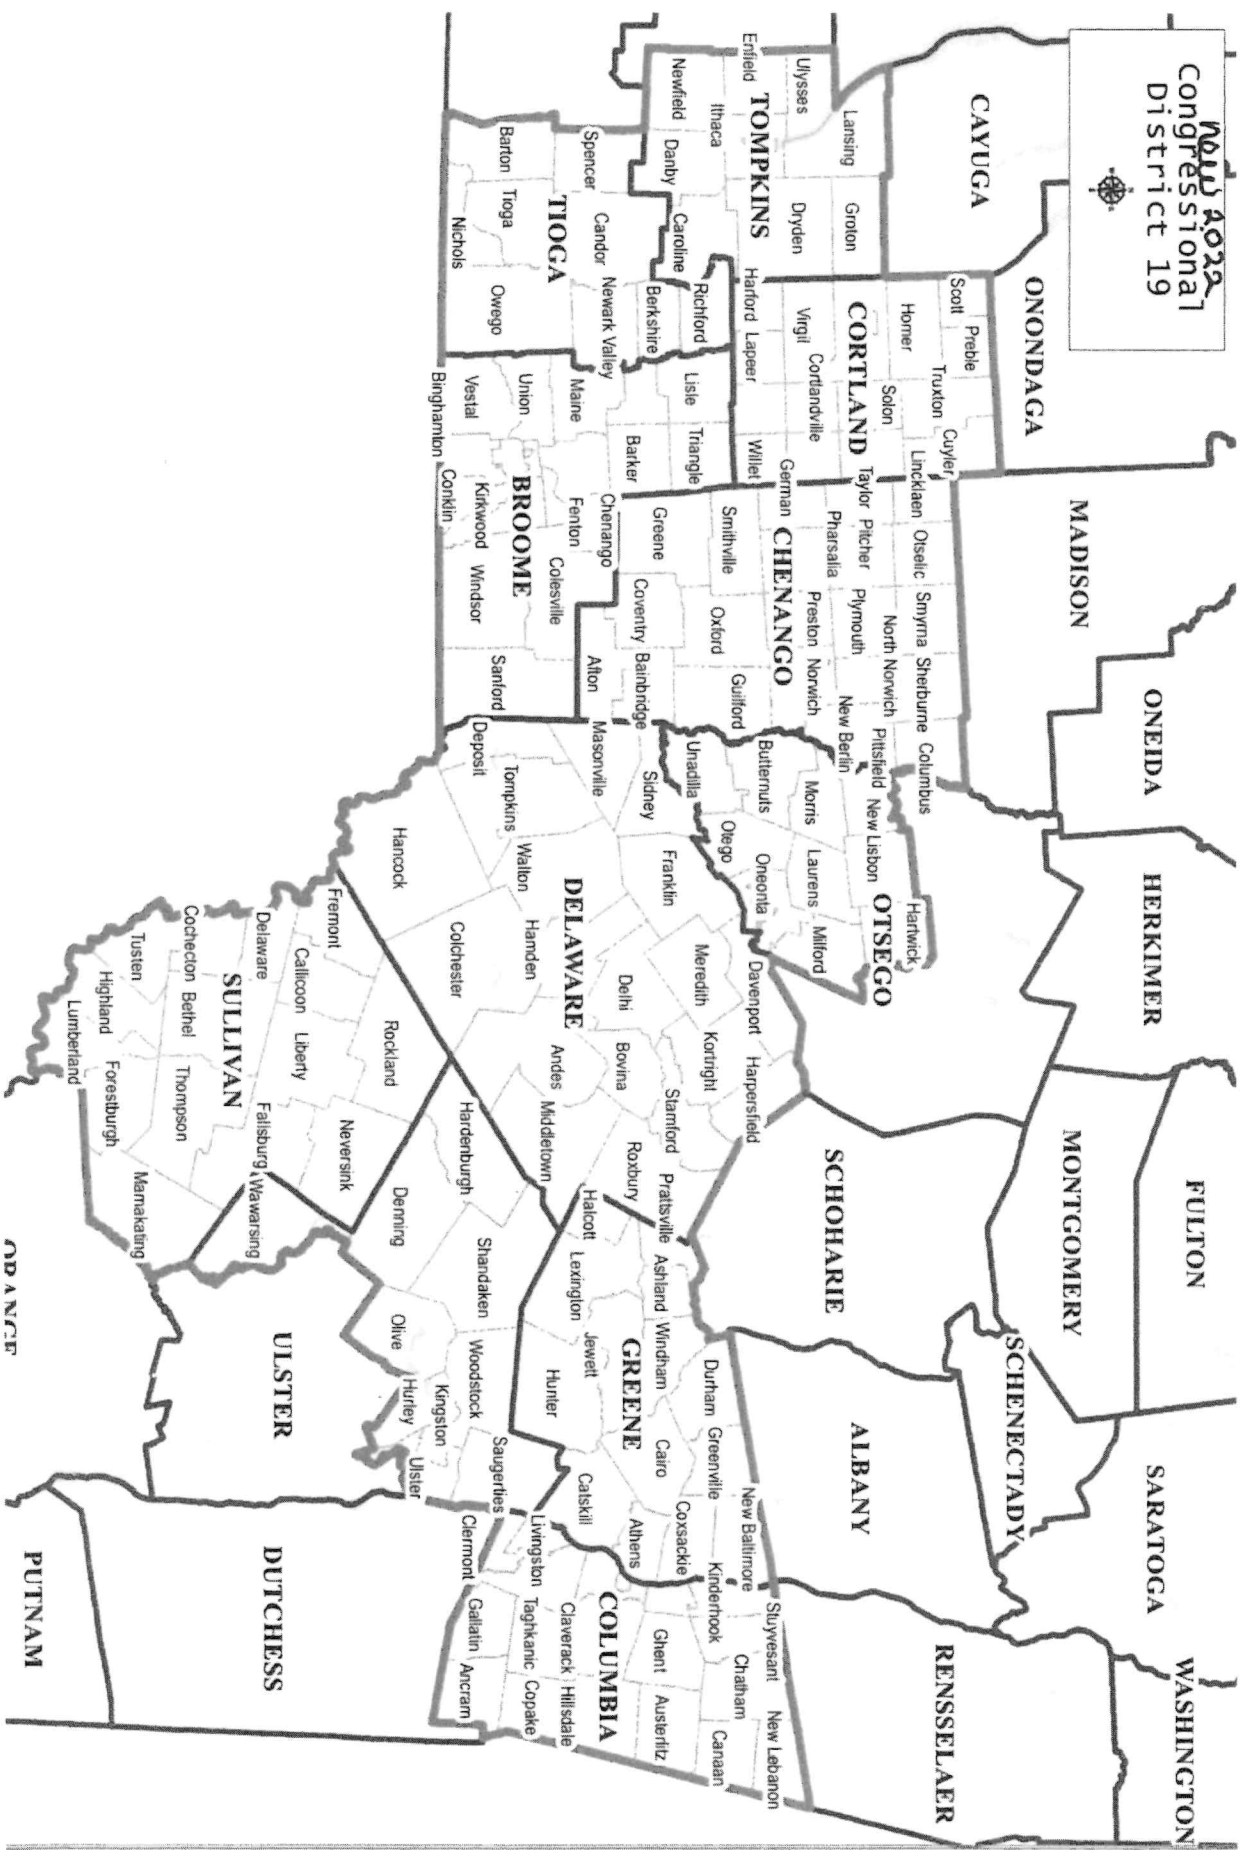 new 2022
Congressional
District 19
CAYUGA
ONONDAGA
MADISON
ONEIDA
HERKIMER
FULTON
MONTGOMERY
SARATOGA
WASHINGTON
SCHENECTADY
SCHOHARIE
ALBANY
RENSSELAER
TOMPKINS
Ulysses
Lansing
Groton
Enfield
Ithaca
Dryden
Newfield
Danby
Caroline
CORTLAND
Scott
Preble
Homer
Truxton
Cuyler
Solon
Virgil
Cortlandville
Taylor
Harford
Lapeer
Willet
CHENANGO
Lincklaen
Otselic
Smyrna
Sherburne
Columbus
Pitcher
Plymouth
North Norwich
New Berlin
German
Pharsalia
Preston
Norwich
Smithville
Oxford
Guilford
Greene
Coventry
Bainbridge
Afton
OTSEGO
Pittsfield
New Lisbon
Hartwick
Butternuts
Morris
Laurens
Milford
Unadilla
Otego
Oneonta
TIOGA
Spencer
Candor
Richford
Berkshire
Newark Valley
Barton
Tioga
Nichols
Owego
BROOME
Lisle
Triangle
Barker
Maine
Chenango
Fenton
Colesville
Union
Vestal
Binghamton
Conklin
Kirkwood
Windsor
Sanford
DELAWARE
Masonville
Sidney
Franklin
Meredith
Davenport
Harpersfield
Kortright
Stamford
Deposit
Tompkins
Walton
Hamden
Delhi
Bovina
Roxbury
Andes
Middletown
Hancock
Colchester
GREENE
Prattsville
Ashland
Windham
Durham
Greenville
New Baltimore
Halcott
Lexington
Jewett
Hunter
Cairo
Coxsackie
Athens
Catskill
COLUMBIA
Stuyvesant
Kinderhook
Chatham
New Lebanon
Canaan
Ghent
Austerlitz
Claverack
Hillsdale
Livingston
Taghkanic
Copake
Clermont
Gallatin
Ancram
SULLIVAN
Fremont
Rockland
Neversink
Delaware
Callicoon
Liberty
Fallsburg
Cochecton
Bethel
Thompson
Tusten
Highland
Lumberland
Forestburgh
Mamakating
ULSTER
Hardenburgh
Denning
Shandaken
Olive
Woodstock
Hurley
Kingston
Ulster
Saugerties
Wawarsing
DUTCHESS
PUTNAM
ORANGE